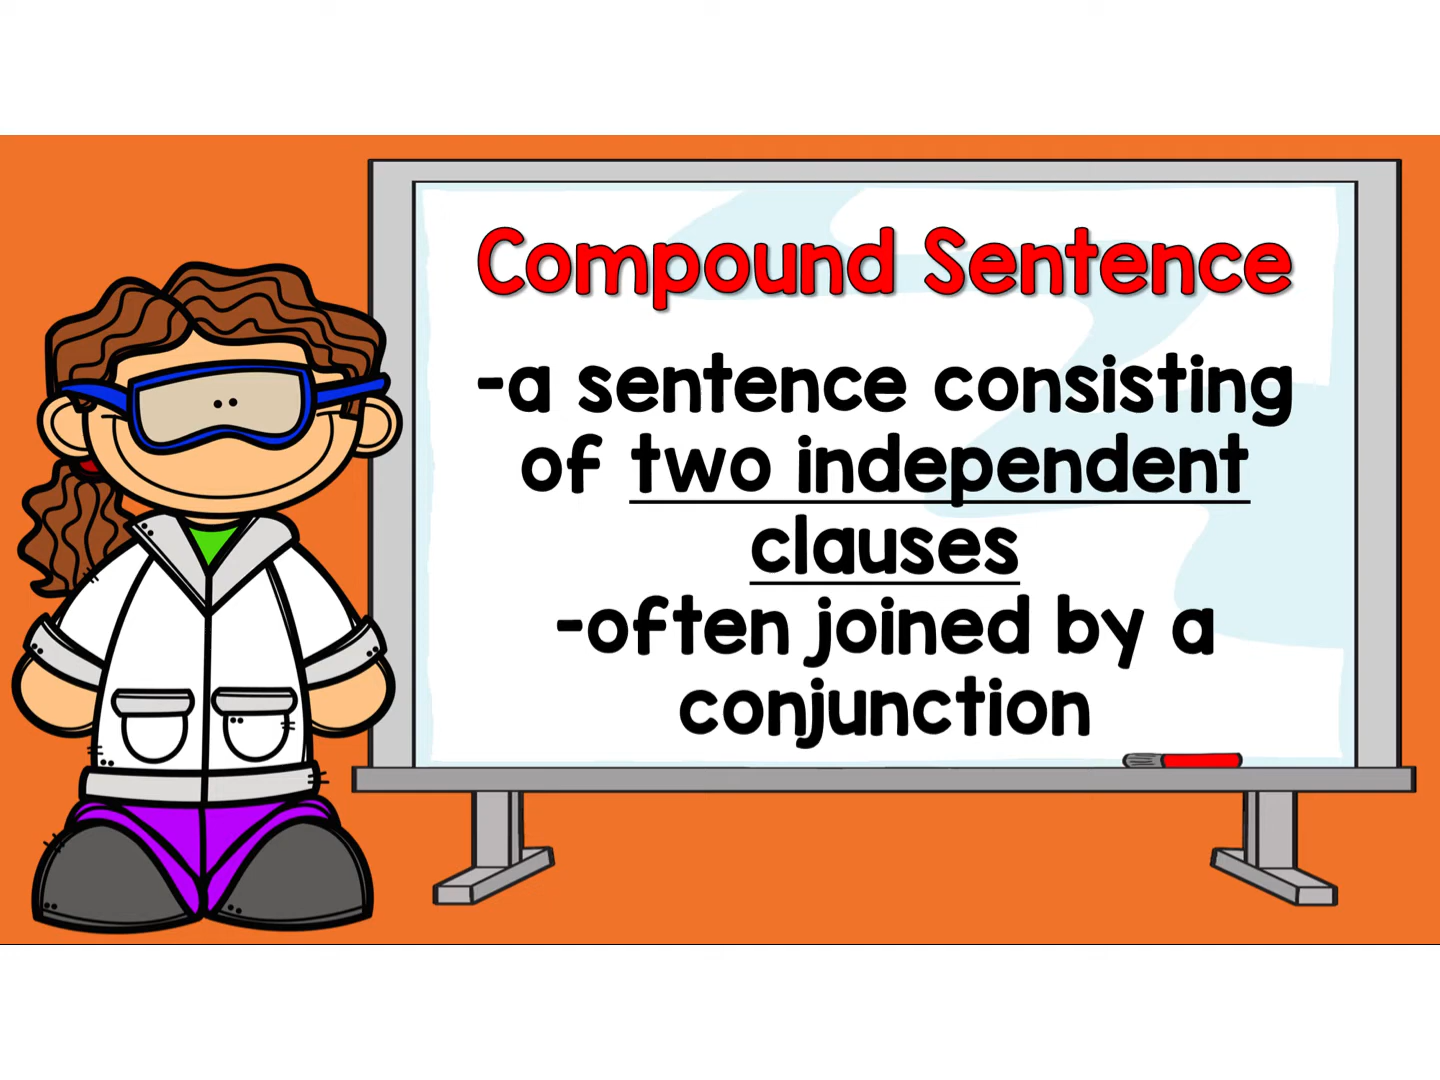 Compound Sentence
-a sentence consisting
of two independent
clauses
-often joined by a
conjunction